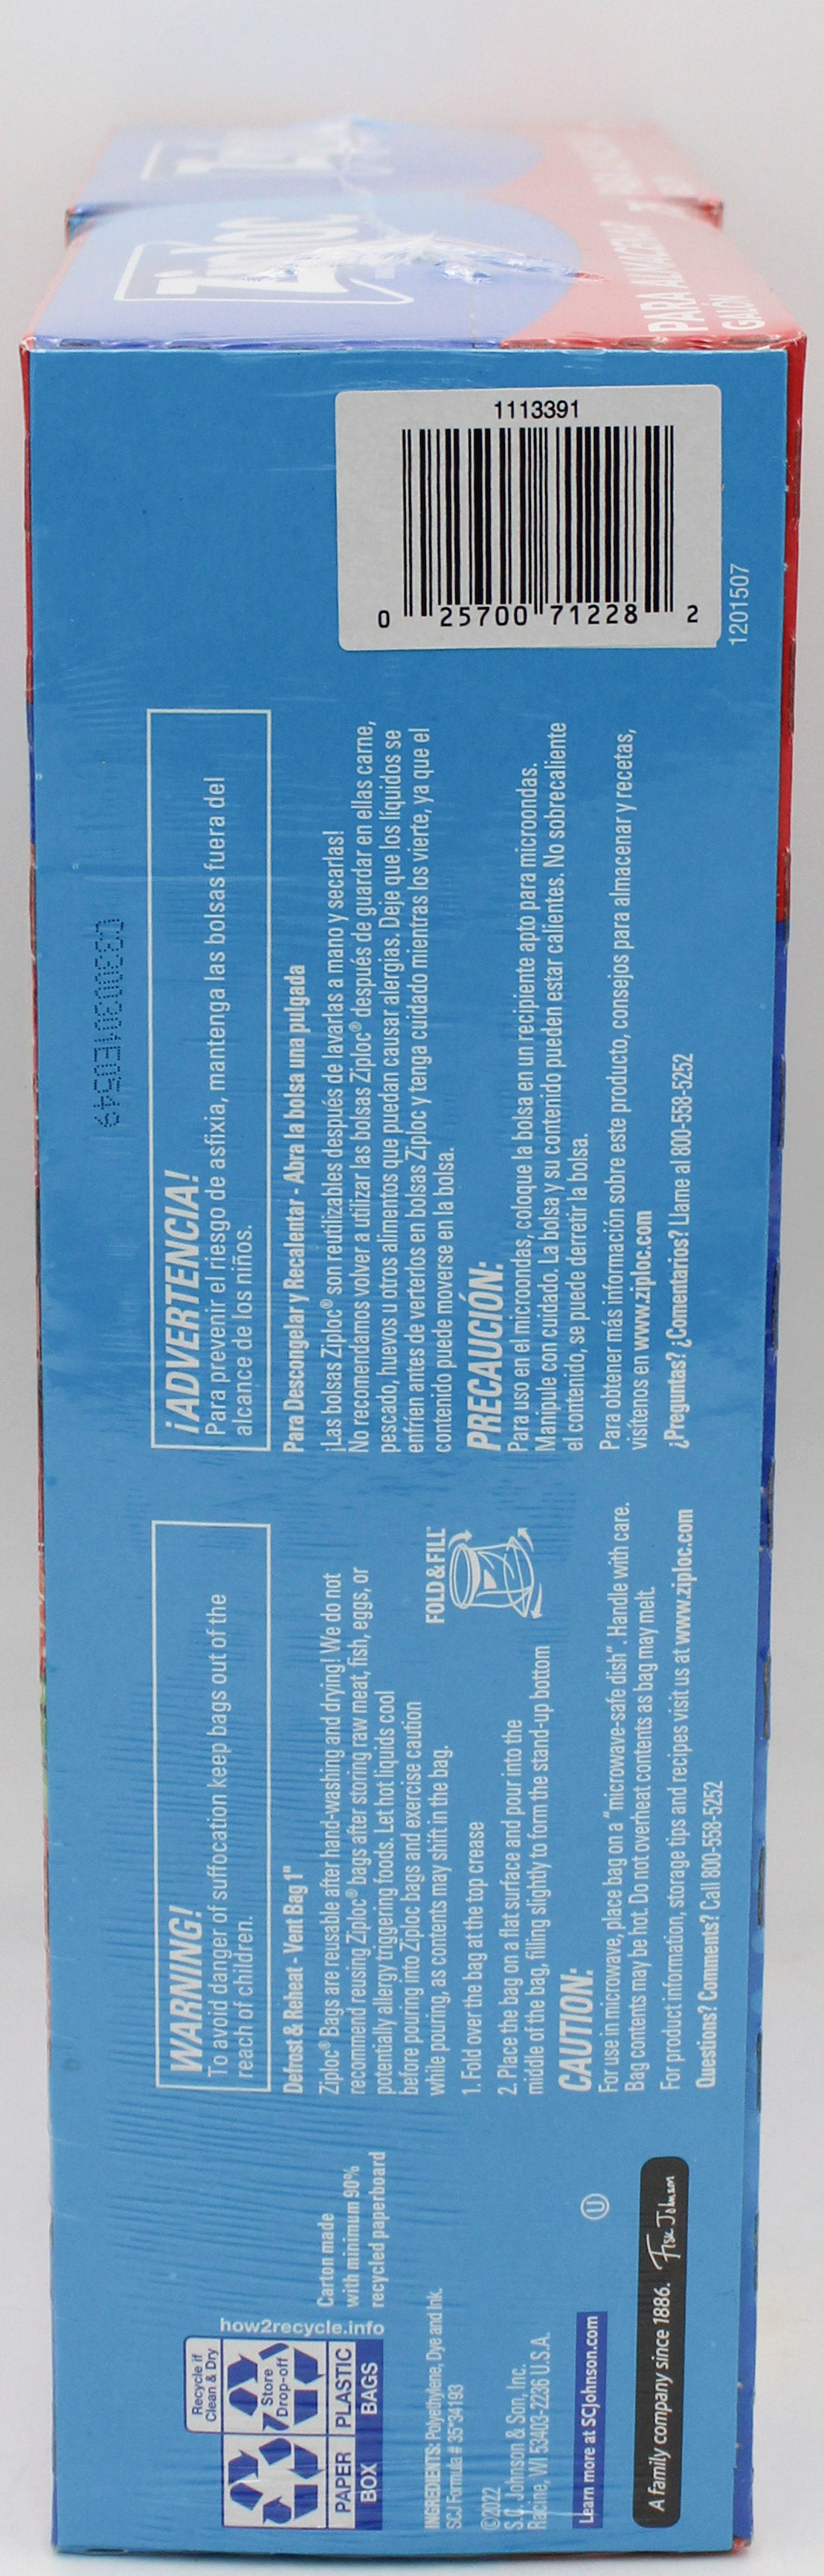 Ziploc
PARA ALMACENAR
GALÓN
1113391
0 25700 71228 2
1201507
¡ADVERTENCIA!
Para prevenir el riesgo de asfixia, mantenga las bolsas fuera del
alcance de los niños.
Para Descongelar y Recalentar - Abra la bolsa una pulgada
¡Las bolsas Ziploc® son reutilizables después de lavarlas a mano y secarlas!
No recomendamos volver a utilizar las bolsas Ziploc® después de guardar en ellas carne,
pescado, huevos u otros alimentos que puedan causar alergias. Deje que los líquidos se
enfríen antes de verterlos en bolsas Ziploc y tenga cuidado mientras los vierte, ya que el
contenido puede moverse en la bolsa.
PRECAUCIÓN:
Para uso en el microondas, coloque la bolsa en un recipiente apto para microondas.
Manipule con cuidado. La bolsa y su contenido pueden estar calientes. No sobrecaliente
el contenido, se puede derretir la bolsa.
Para obtener más información sobre este producto, consejos para almacenar y recetas,
visítenos en www.ziploc.com
¿Preguntas? ¿Comentarios? Llame al 800-558-5252
WARNING!
To avoid danger of suffocation keep bags out of the
reach of children.
Defrost & Reheat - Vent Bag 1"
Ziploc® Bags are reusable after hand-washing and drying! We do not
recommend reusing Ziploc® bags after storing raw meat, fish, eggs, or
potentially allergy triggering foods. Let hot liquids cool
before pouring into Ziploc bags and exercise caution
while pouring, as contents may shift in the bag.
1. Fold over the bag at the top crease
2. Place the bag on a flat surface and pour into the
middle of the bag, filling slightly to form the stand-up bottom
FOLD & FILL™
CAUTION:
For use in microwave, place bag on a "microwave-safe dish". Handle with care.
Bag contents may be hot. Do not overheat contents as bag may melt.
For product information, storage tips and recipes visit us at www.ziploc.com
Questions? Comments? Call 800-558-5252
Recycle if
Clean & Dry
Store
Drop-off
PAPER
BOX
PLASTIC
BAGS
how2recycle.info
Carton made
with minimum 90%
recycled paperboard
INGREDIENTS: Polyethylene, Dye and Ink.
SCJ Formula # 35*34193
©2022
S.C. Johnson & Son, Inc.
Racine, WI 53403-2236 U.S.A.
Learn more at SCJohnson.com
U
A family company since 1886. Fisk Johnson